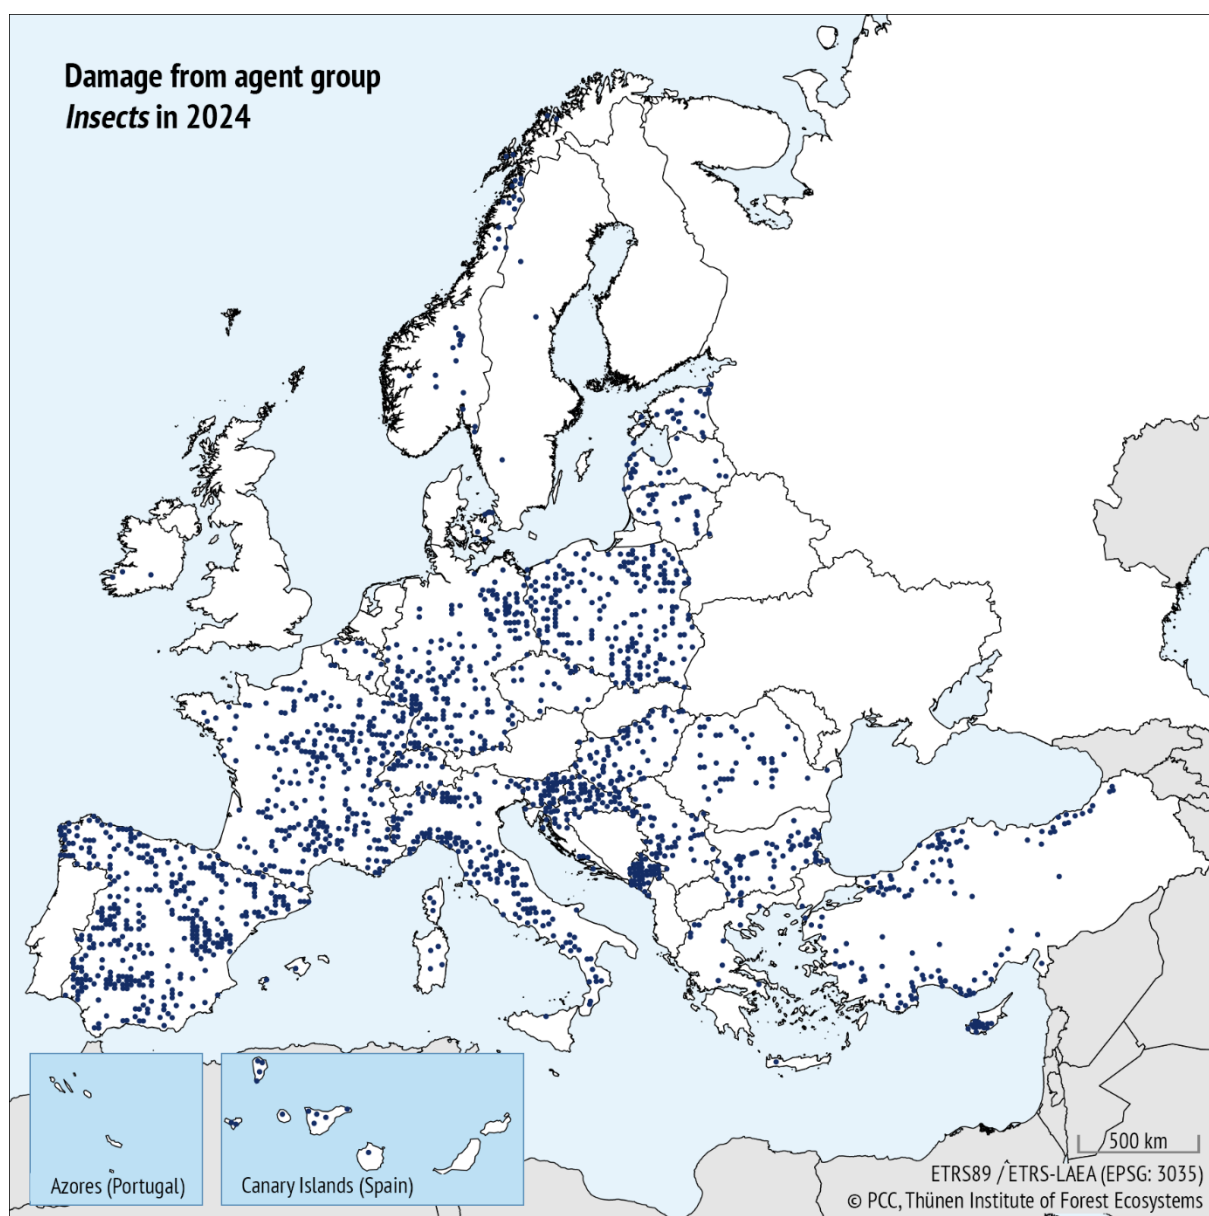 Damage from agent group
Insects in 2024
500 km
Azores (Portugal)
Canary Islands (Spain)
ETRS89 / ETRS-LAEA (EPSG: 3035)
© PCC, Thünen Institute of Forest Ecosystems